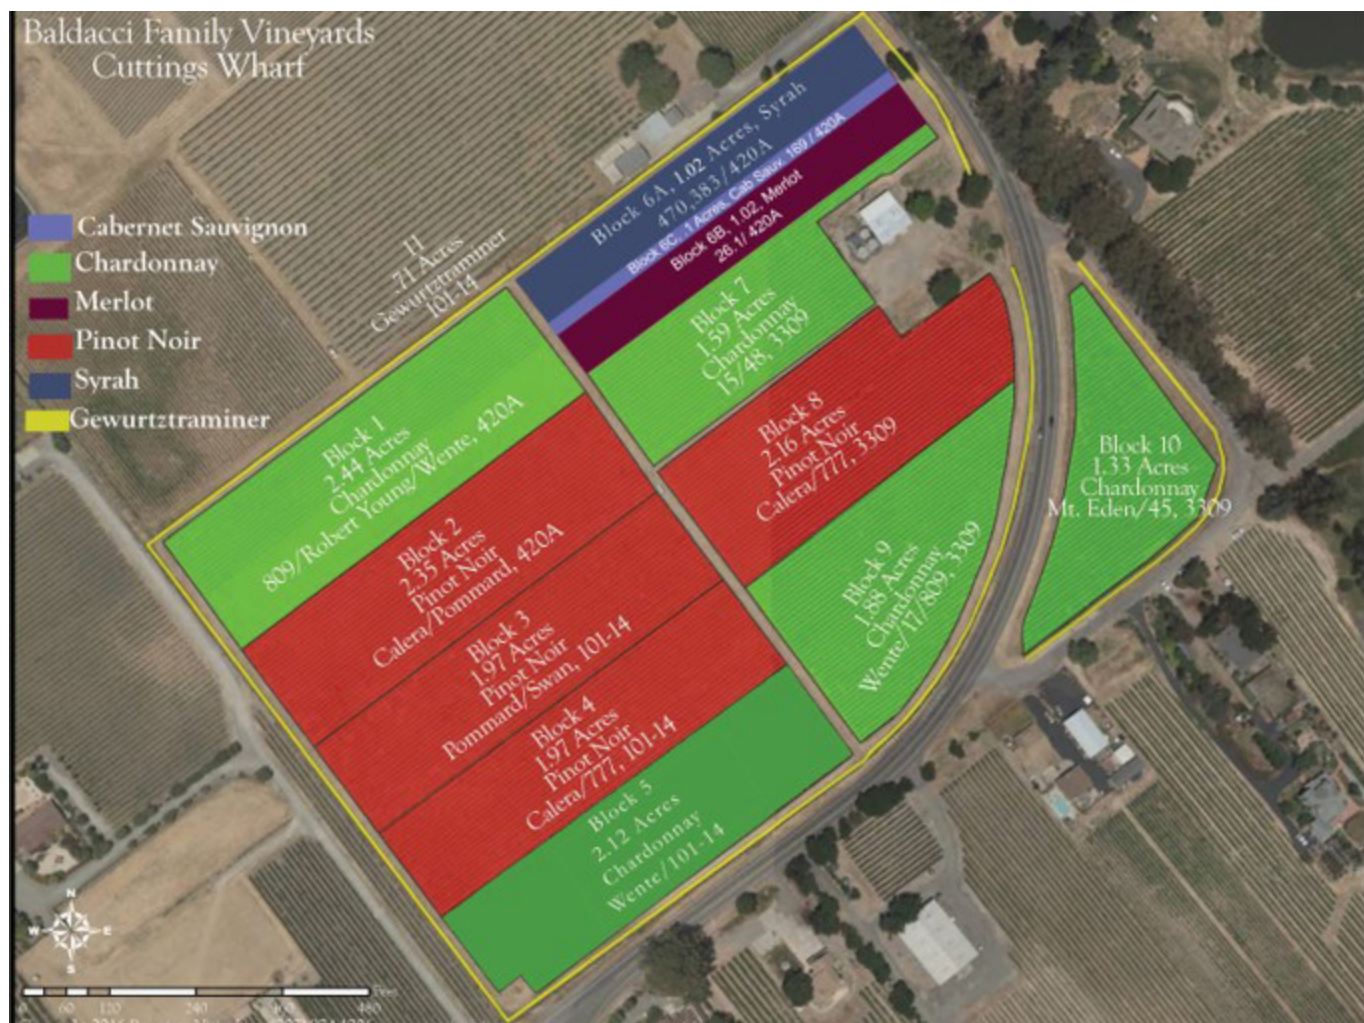 Baldacci Family Vineyards
Cuttings Wharf
Cabernet Sauvignon
Chardonnay
Merlot
Pinot Noir
Syrah
Gewurtztraminer
11
.71 Acres
Gewurtztraminer
101-14
Block 6A, 1.02 Acres, Syrah
470,383/420A
Block 6C, .1 Acres, Cab Sauv, 169 / 420A
Block 6B, 1.02, Merlot
26.1/ 420A
Block 7
1.59 Acres
Chardonnay
15/48, 3309
Block 1
2.44 Acres
Chardonnay
809/Robert Young/Wente, 420A
Block 8
2.16 Acres
Pinot Noir
Calera/777, 3309
Block 10
1.33 Acres
Chardonnay
Mt. Eden/45, 3309
Block 2
2.35 Acres
Pinot Noir
Calera/Pommard, 420A
Block 9
1.88 Acres
Chardonnay
Wente/17/809, 3309
Block 3
1.97 Acres
Pinot Noir
Pommard/Swan, 101-14
Block 4
1.97 Acres
Pinot Noir
Calera/777, 101-14
Block 5
2.12 Acres
Chardonnay
Wente/101-14
N
W E
S
Feet
0 60 120 240 360 480